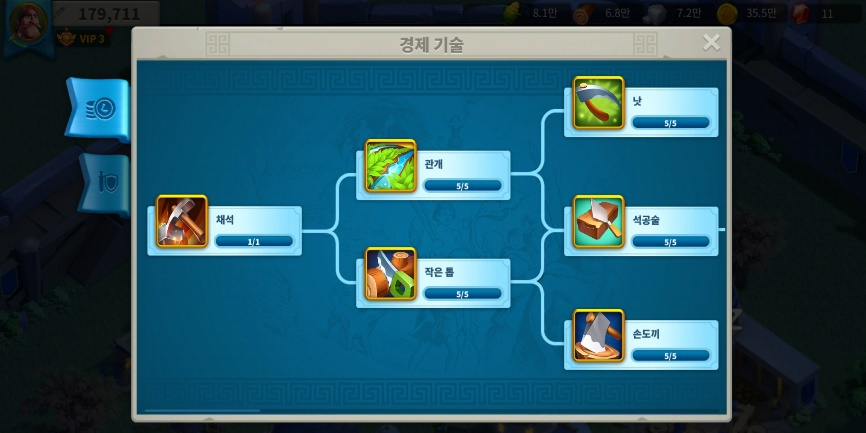 179,711
8.1만
6.8만
7.2만
35.5만
11
VIP 3
경제 기술
낫
5/5
관개
5/5
채석
1/1
석공술
5/5
작은 톱
5/5
손도끼
5/5